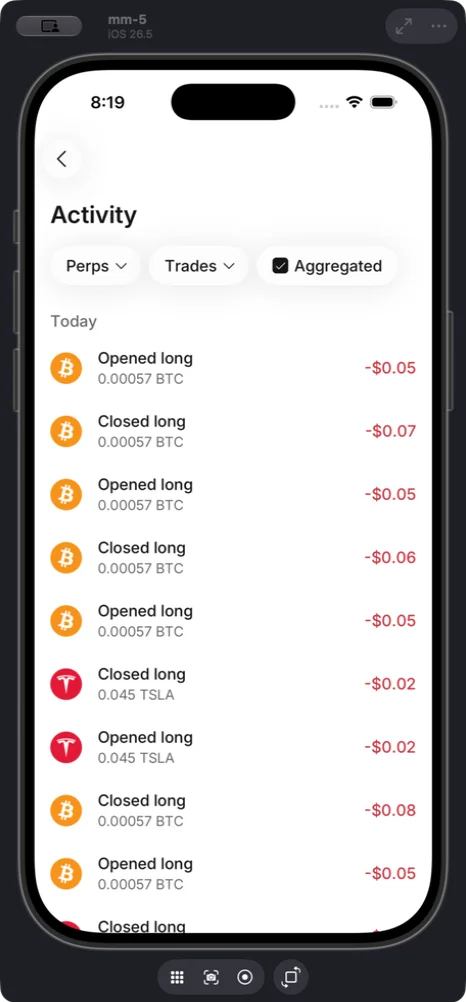 mm-5
iOS 26.5
8:19
Activity
Perps
Trades
Aggregated
Today
Opened long
-$0.05
0.00057 BTC
Closed long
-$0.07
0.00057 BTC
Opened long
-$0.05
0.00057 BTC
Closed long
-$0.06
0.00057 BTC
Opened long
-$0.05
0.00057 BTC
Closed long
-$0.02
0.045 TSLA
Opened long
-$0.02
0.045 TSLA
Closed long
-$0.08
0.00057 BTC
Opened long
-$0.05
0.00057 BTC
Closed long